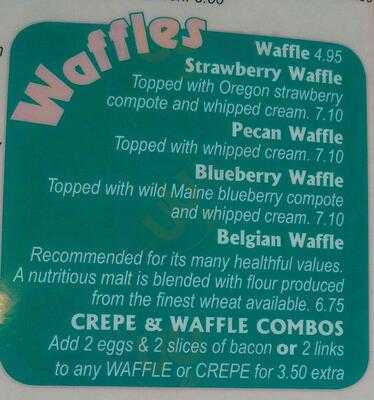 Waffles
Waffle 4.95
Strawberry Waffle
Topped with Oregon strawberry
compote and whipped cream. 7.10
Pecan Waffle
Topped with whipped cream. 7.10
Blueberry Waffle
Topped with wild Maine blueberry compote
and whipped cream. 7.10
Belgian Waffle
Recommended for its many healthful values.
A nutritious malt is blended with flour produced
from the finest wheat available. 6.75
CREPE & WAFFLE COMBOS
Add 2 eggs & 2 slices of bacon or 2 links
to any WAFFLE or CREPE for 3.50 extra